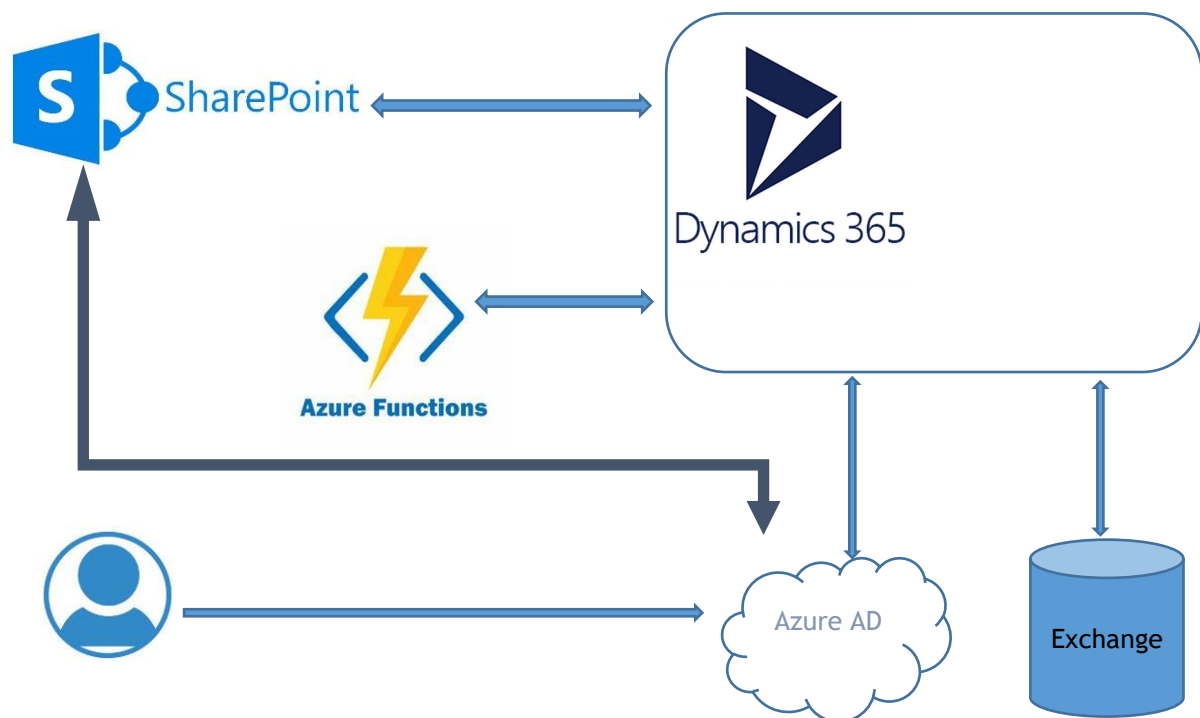 S
SharePoint
Dynamics 365
Azure Functions
Azure AD
Exchange